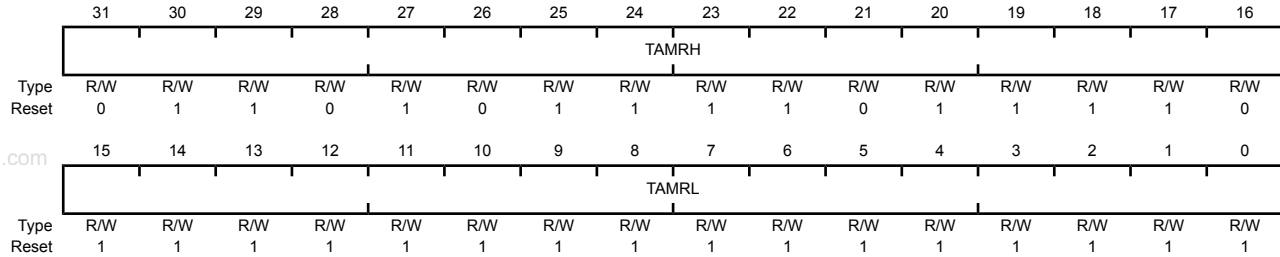 31 30 29 28 27 26 25 24 23 22 21 20 19 18 17 16
TAMRH
Type R/W R/W R/W R/W R/W R/W R/W R/W R/W R/W R/W R/W R/W R/W R/W R/W
Reset 0 1 1 0 1 0 1 1 1 1 0 1 1 1 1 0
.com
15 14 13 12 11 10 9 8 7 6 5 4 3 2 1 0
TAMRL
Type R/W R/W R/W R/W R/W R/W R/W R/W R/W R/W R/W R/W R/W R/W R/W R/W
Reset 1 1 1 1 1 1 1 1 1 1 1 1 1 1 1 1